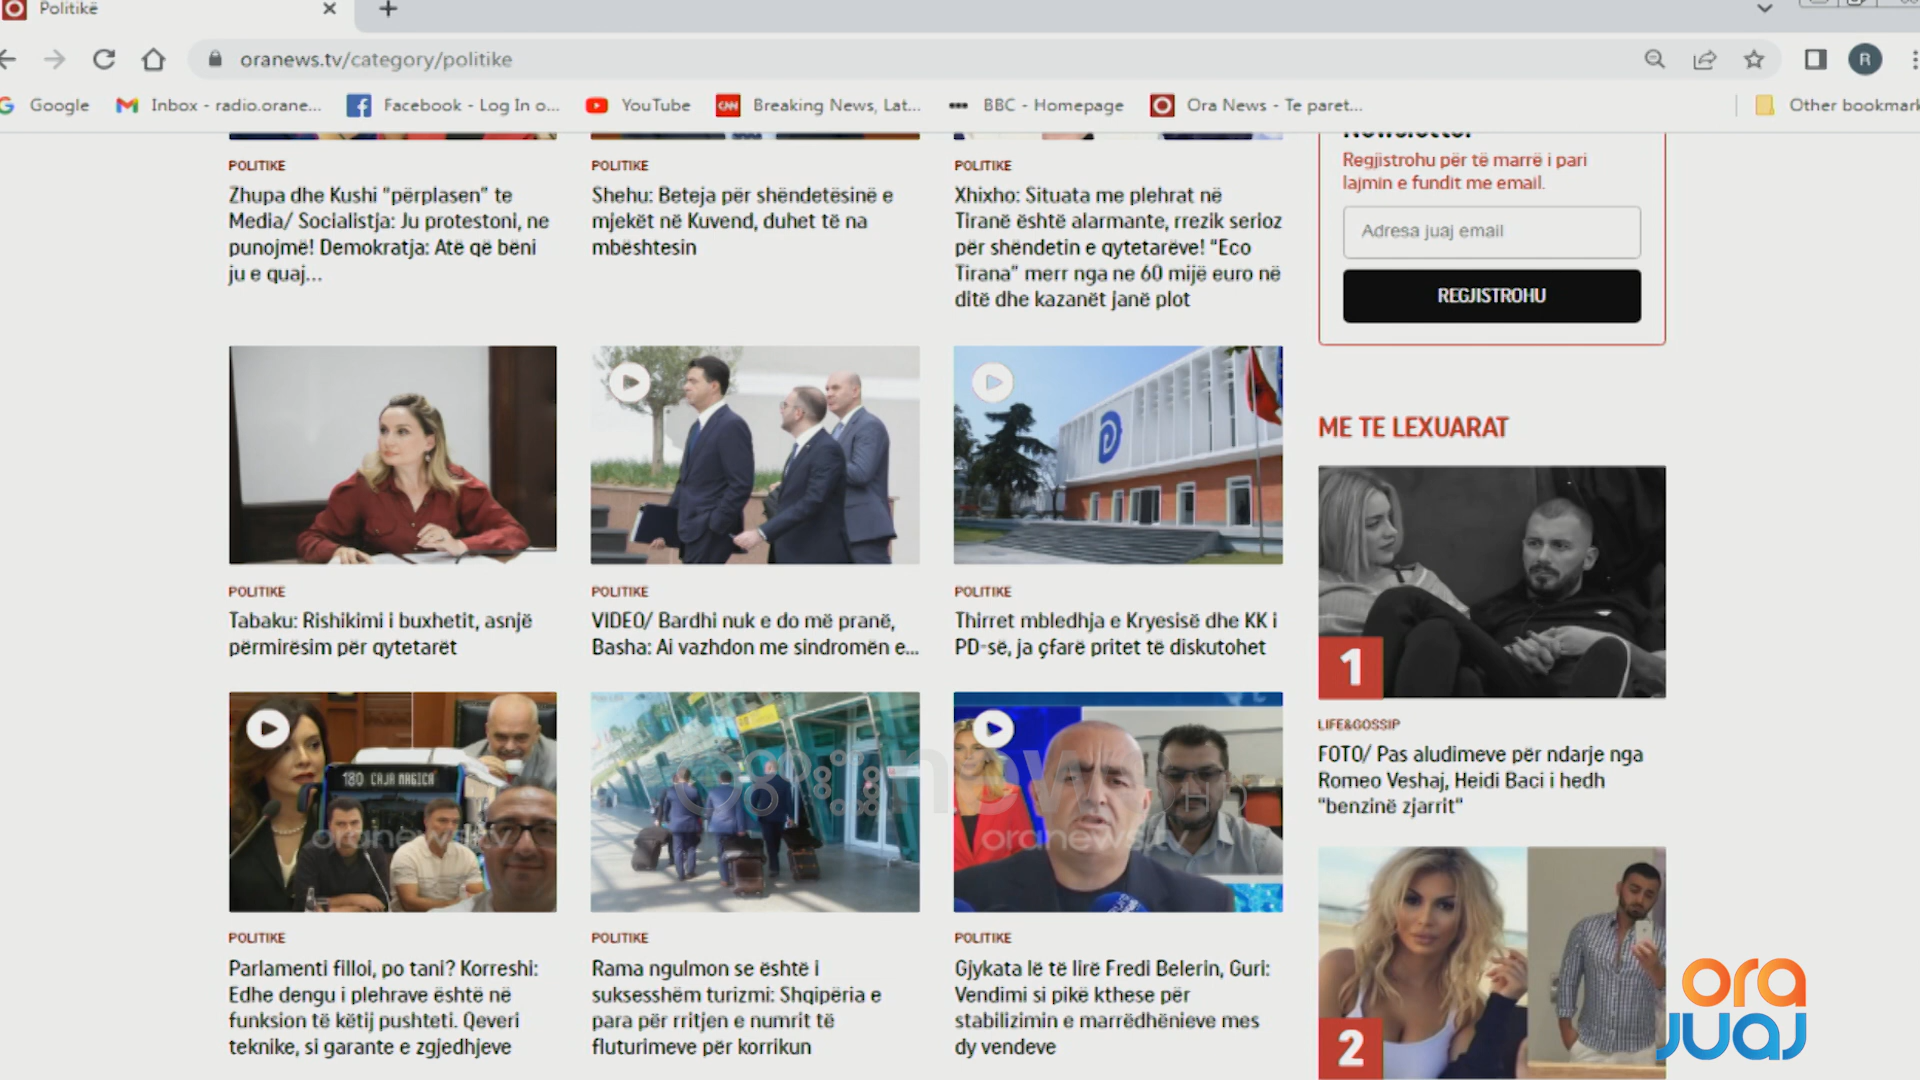 Politikë
oranews.tv/category/politike
R
Google
Inbox - radio.orane...
Facebook - Log In o...
YouTube
CNN
Breaking News, Lat...
BBC - Homepage
Ora News - Te paret...
Other bookmark
POLITIKE
Zhupa dhe Kushi "përplasen" te
Media/ Socialistja: Ju protestoni, ne
punojmë! Demokratja: Atë që bëni
ju e quaj...
POLITIKE
Shehu: Beteja për shëndetësinë e
mjekët në Kuvend, duhet të na
mbështesin
POLITIKE
Xhixho: Situata me plehrat në
Tiranë është alarmante, rrezik serioz
për shëndetin e qytetarëve! "Eco
Tirana" merr nga ne 60 mijë euro në
ditë dhe kazanët janë plot
Newsletter
Regjistrohu për të marrë i pari
lajmin e fundit me email.
Adresa juaj email
REGJISTROHU
POLITIKE
Tabaku: Rishikimi i buxhetit, asnjë
përmirësim për qytetarët
POLITIKE
VIDEO/ Bardhi nuk e do më pranë,
Basha: Ai vazhdon me sindromën e...
POLITIKE
Thirret mbledhja e Kryesisë dhe KK i
PD-së, ja çfarë pritet të diskutohet
180 CAJA MAGICA
oranews.tv
POLITIKE
Parlamenti filloi, po tani? Korreshi:
Edhe dengu i plehrave është në
funksion të këtij pushteti. Qeveri
teknike, si garante e zgjedhjeve
POLITIKE
Rama ngulmon se është i
suksesshëm turizmi: Shqipëria e
para për rritjen e numrit të
fluturimeve për korrikun
oranews.tv
POLITIKE
Gjykata lë të lirë Fredi Belerin, Guri:
Vendimi si pikë kthese për
stabilizimin e marrëdhënieve mes
dy vendeve
ME TE LEXUARAT
1
LIFE&GOSSIP
FOTO/ Pas aludimeve për ndarje nga
Romeo Veshaj, Heidi Baci i hedh
"benzinë zjarrit"
2
ora
JUAJ